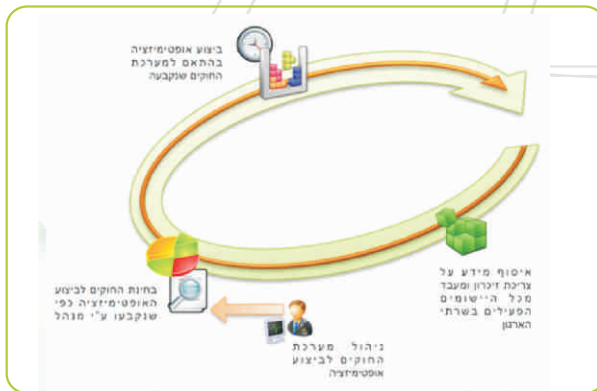 ביצוע אופטימיזציה
בהתאם למערכת
החוקים שנקבעה
איסוף מידע על
צריכת זיכרון ומעבד
מכל היישומים
הפעילים בשרתי
הארגון
בחינת החוקים לביצוע
האופטימיזציה כפי
שנקבעו ע"י מנהל
ניהול מערכת
החוקים לביצוע
אופטימיזציה